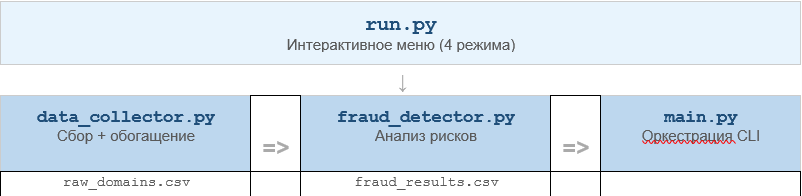 run.py
Интерактивное меню (4 режима)
↓
data_collector.py => fraud_detector.py => main.py
Сбор + обогащение Анализ рисков Оркестрация CLI
raw_domains.csv fraud_results.csv